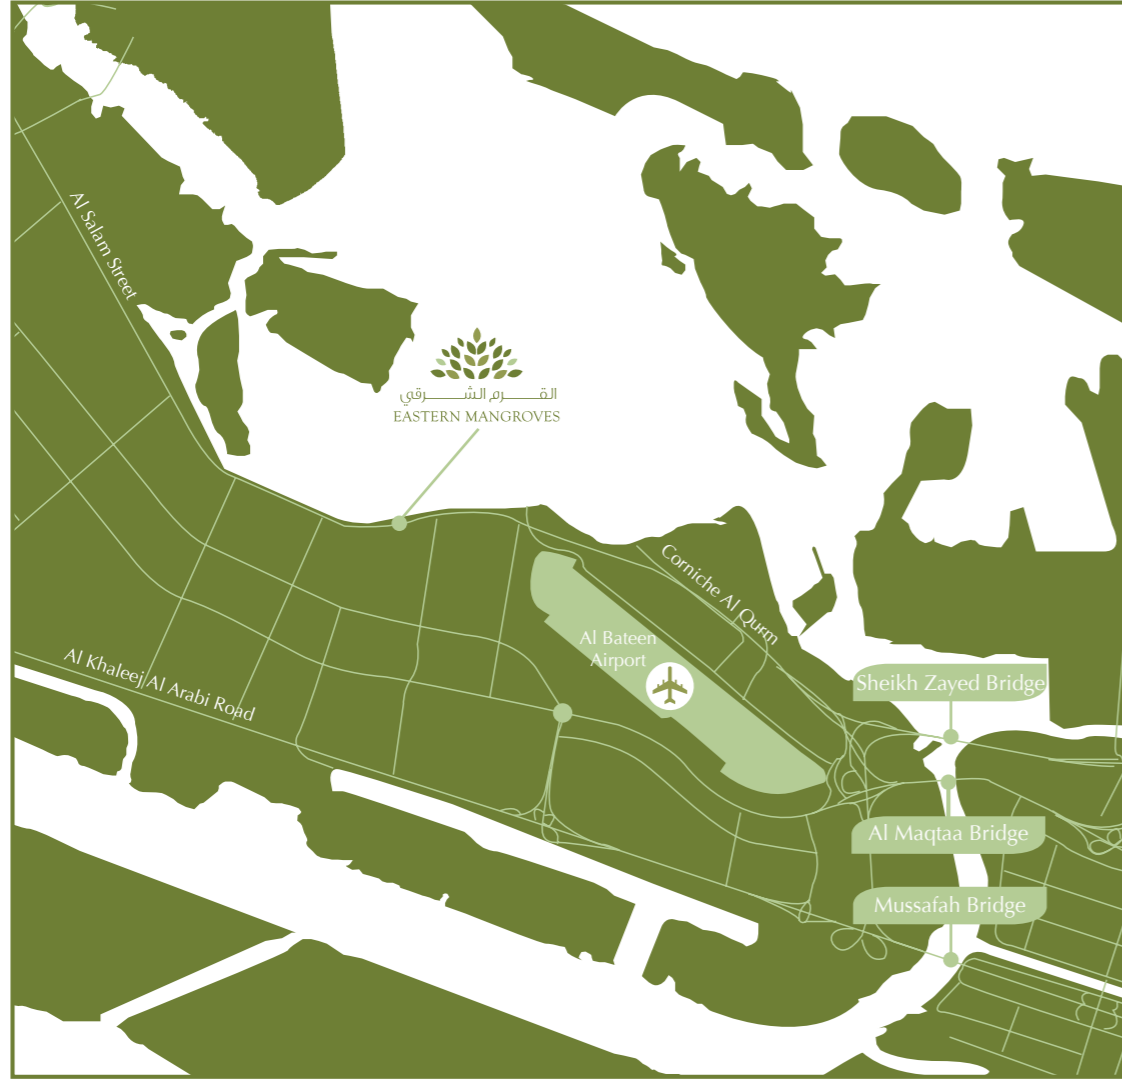 Al Salam Street
القرم الشرقي
EASTERN MANGROVES
Corniche Al Qurm
Al Bateen
Airport
Al Khaleej Al Arabi Road
Sheikh Zayed Bridge
Al Maqtaa Bridge
Mussafah Bridge